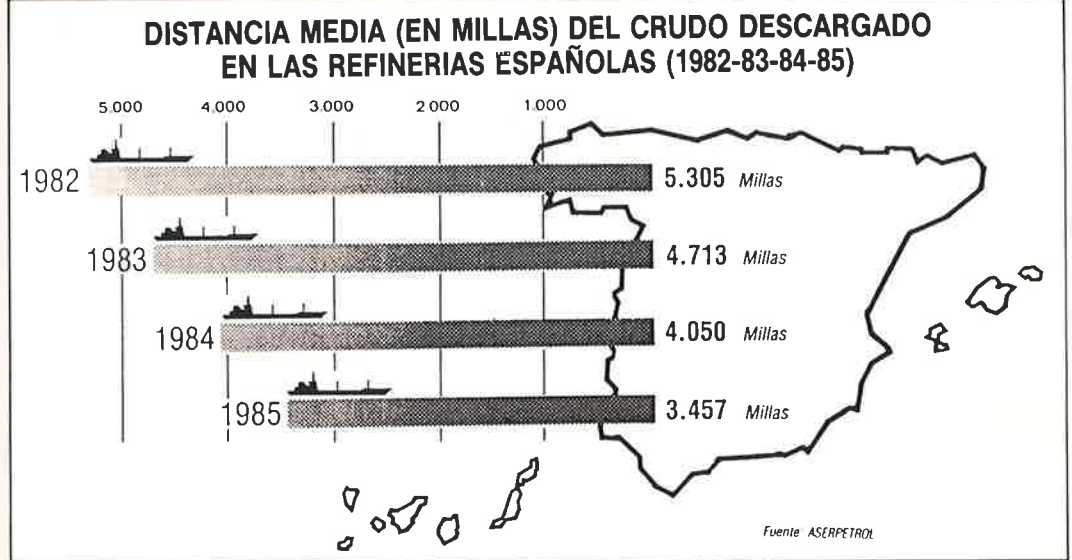 DISTANCIA MEDIA (EN MILLAS) DEL CRUDO DESCARGADO
EN LAS REFINERIAS ESPAÑOLAS (1982-83-84-85)
5.000 4.000 3.000 2.000 1.000
1982 5.305 Millas
1983 4.713 Millas
1984 4.050 Millas
1985 3.457 Millas
Fuente ASERPETROL